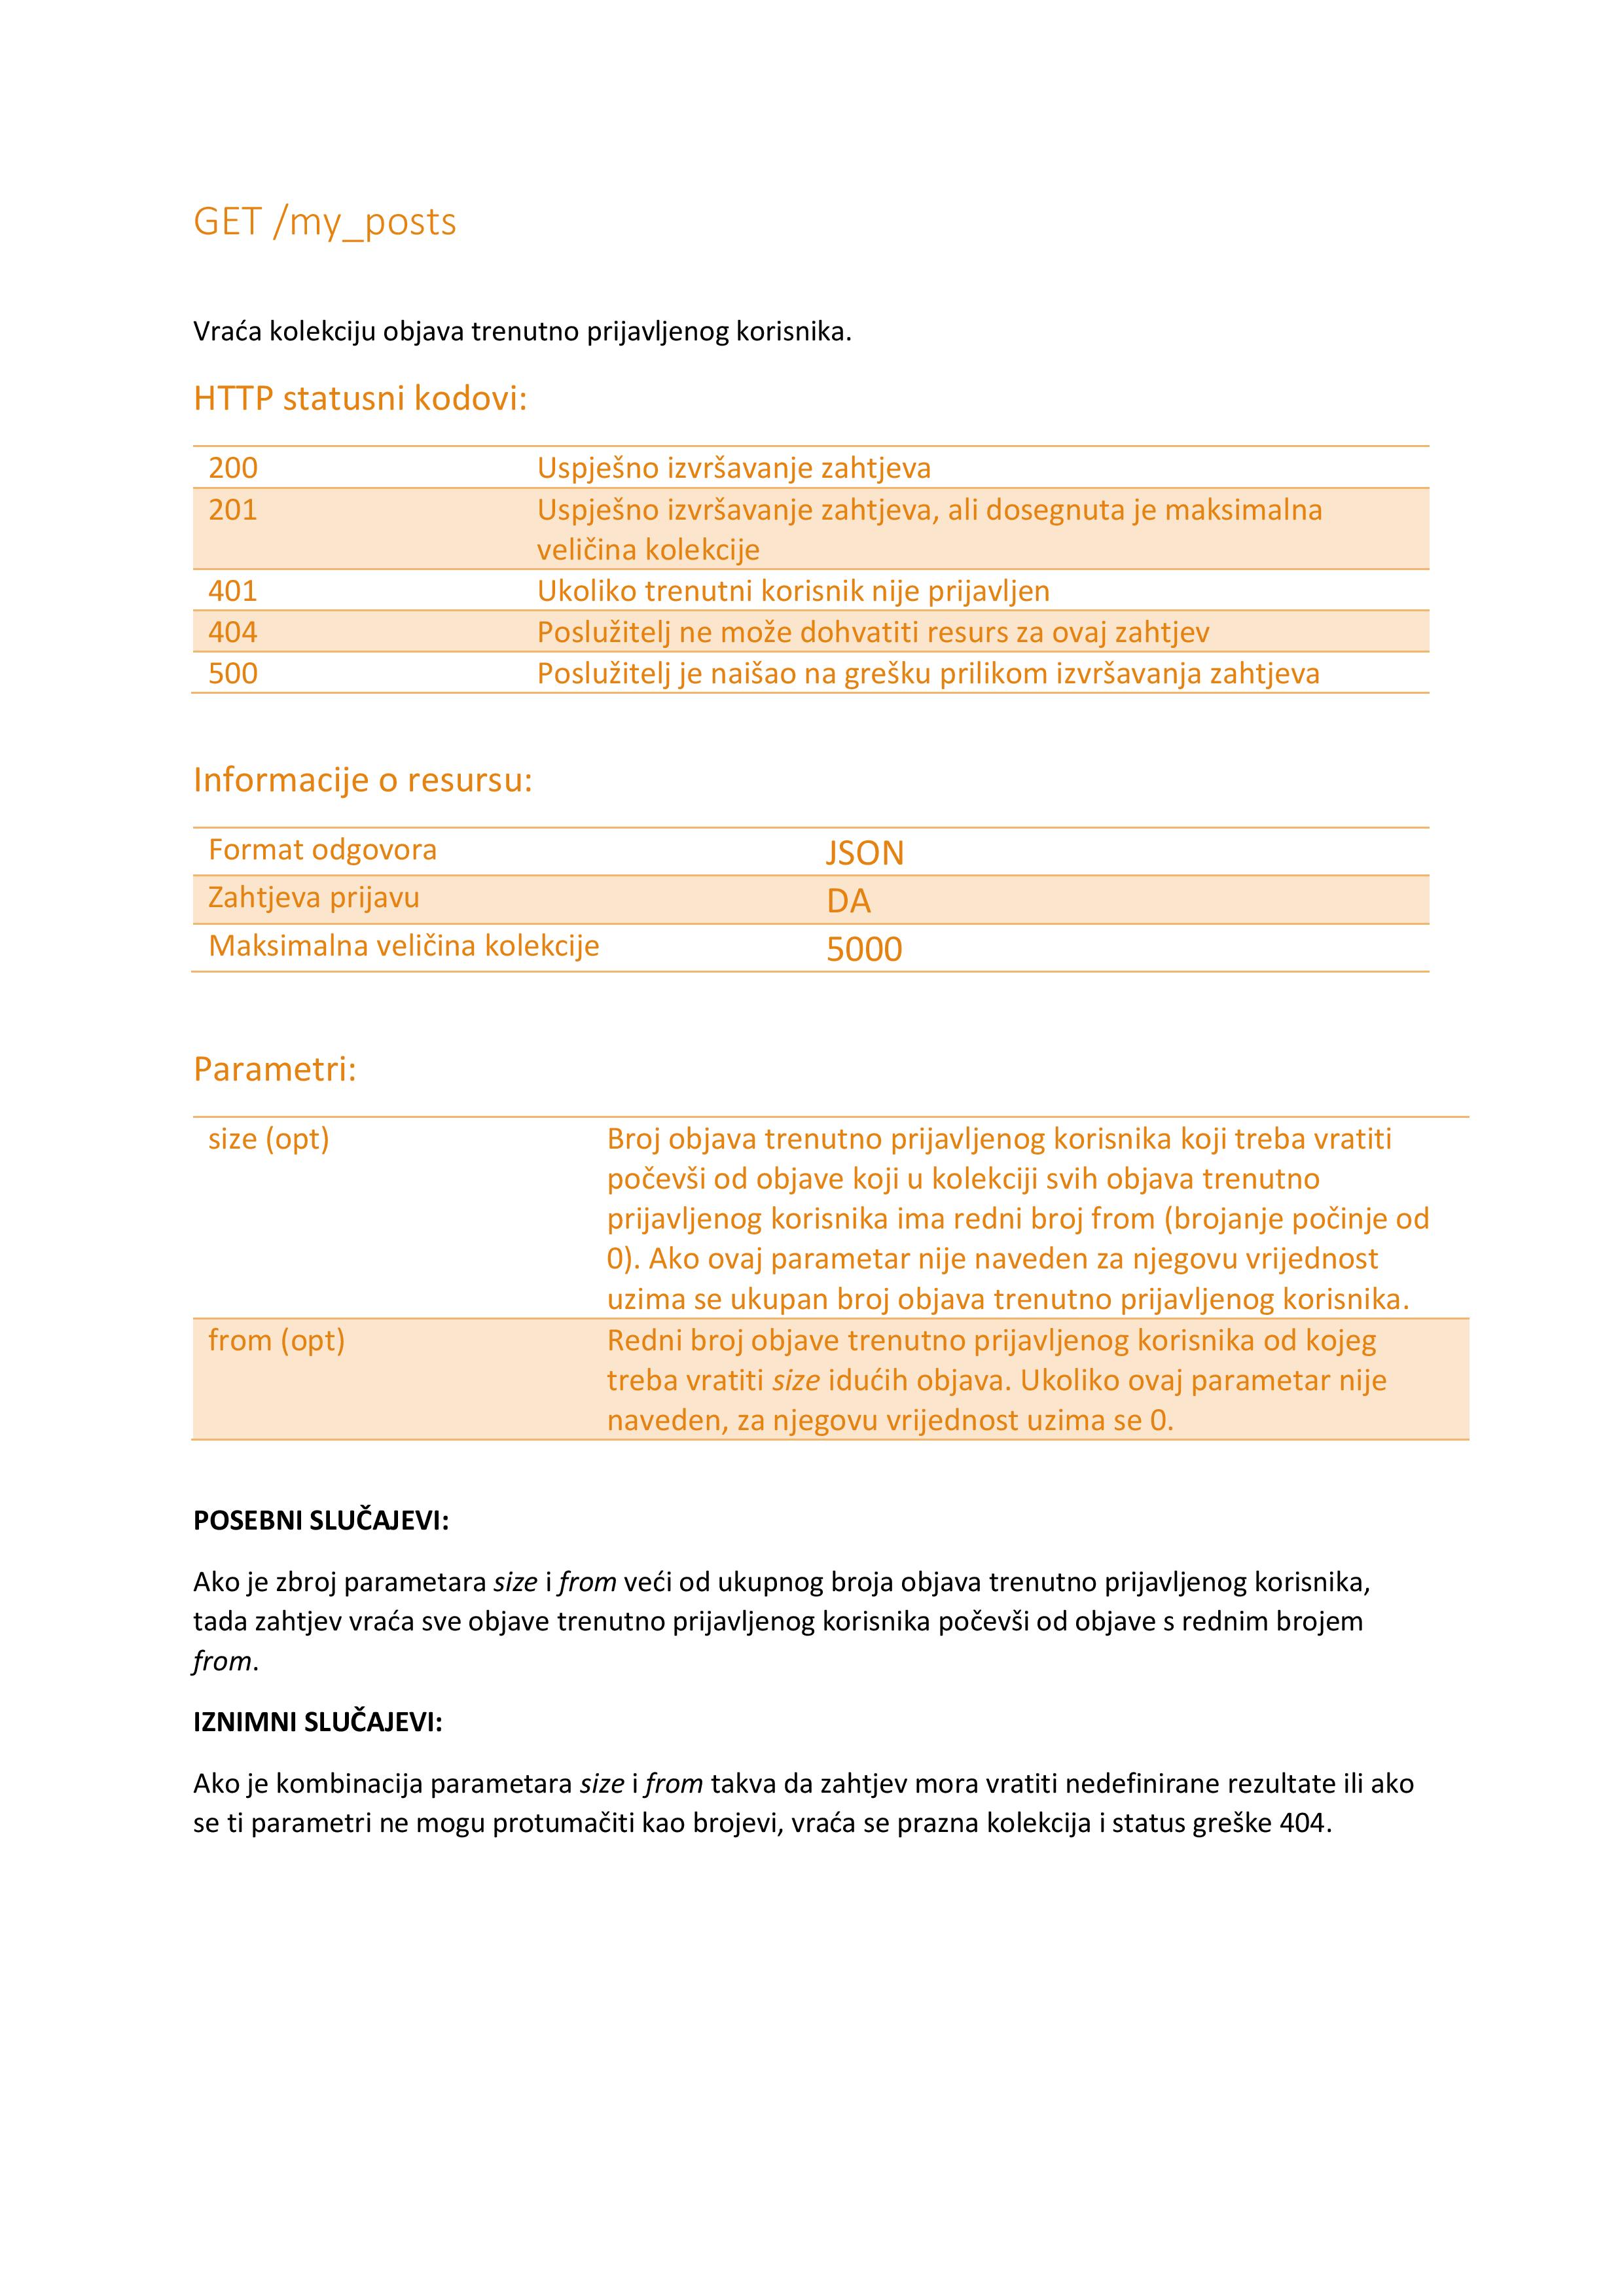 GET /my_posts
Vraća kolekciju objava trenutno prijavljenog korisnika.
HTTP statusni kodovi:
200 Uspješno izvršavanje zahtjeva
201 Uspješno izvršavanje zahtjeva, ali dosegnuta je maksimalna
veličina kolekcije
401 Ukoliko trenutni korisnik nije prijavljen
404 Poslužitelj ne može dohvatiti resurs za ovaj zahtjev
500 Poslužitelj je naišao na grešku prilikom izvršavanja zahtjeva
Informacije o resursu:
Format odgovora JSON
Zahtjeva prijavu DA
Maksimalna veličina kolekcije 5000
Parametri:
size (opt) Broj objava trenutno prijavljenog korisnika koji treba vratiti
počevši od objave koji u kolekciji svih objava trenutno
prijavljenog korisnika ima redni broj from (brojanje počinje od
0). Ako ovaj parametar nije naveden za njegovu vrijednost
uzima se ukupan broj objava trenutno prijavljenog korisnika.
from (opt) Redni broj objave trenutno prijavljenog korisnika od kojeg
treba vratiti size idućih objava. Ukoliko ovaj parametar nije
naveden, za njegovu vrijednost uzima se 0.
POSEBNI SLUČAJEVI:
Ako je zbroj parametara size i from veći od ukupnog broja objava trenutno prijavljenog korisnika,
tada zahtjev vraća sve objave trenutno prijavljenog korisnika počevši od objave s rednim brojem
from.
IZNIMNI SLUČAJEVI:
Ako je kombinacija parametara size i from takva da zahtjev mora vratiti nedefinirane rezultate ili ako
se ti parametri ne mogu protumačiti kao brojevi, vraća se prazna kolekcija i status greške 404.